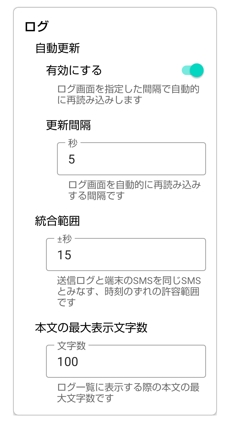 ログ
自動更新
有効にする
ログ画面を指定した間隔で自動的
に再読み込みします
更新間隔
秒
5
ログ画面を自動的に再読み込み
する間隔です
統合範囲
±秒
15
送信ログと端末のSMSを同じSMS
とみなす、時刻のずれの許容範囲
です
本文の最大表示文字数
文字数
100
ログ一覧に表示する際の本文の最
大文字数です